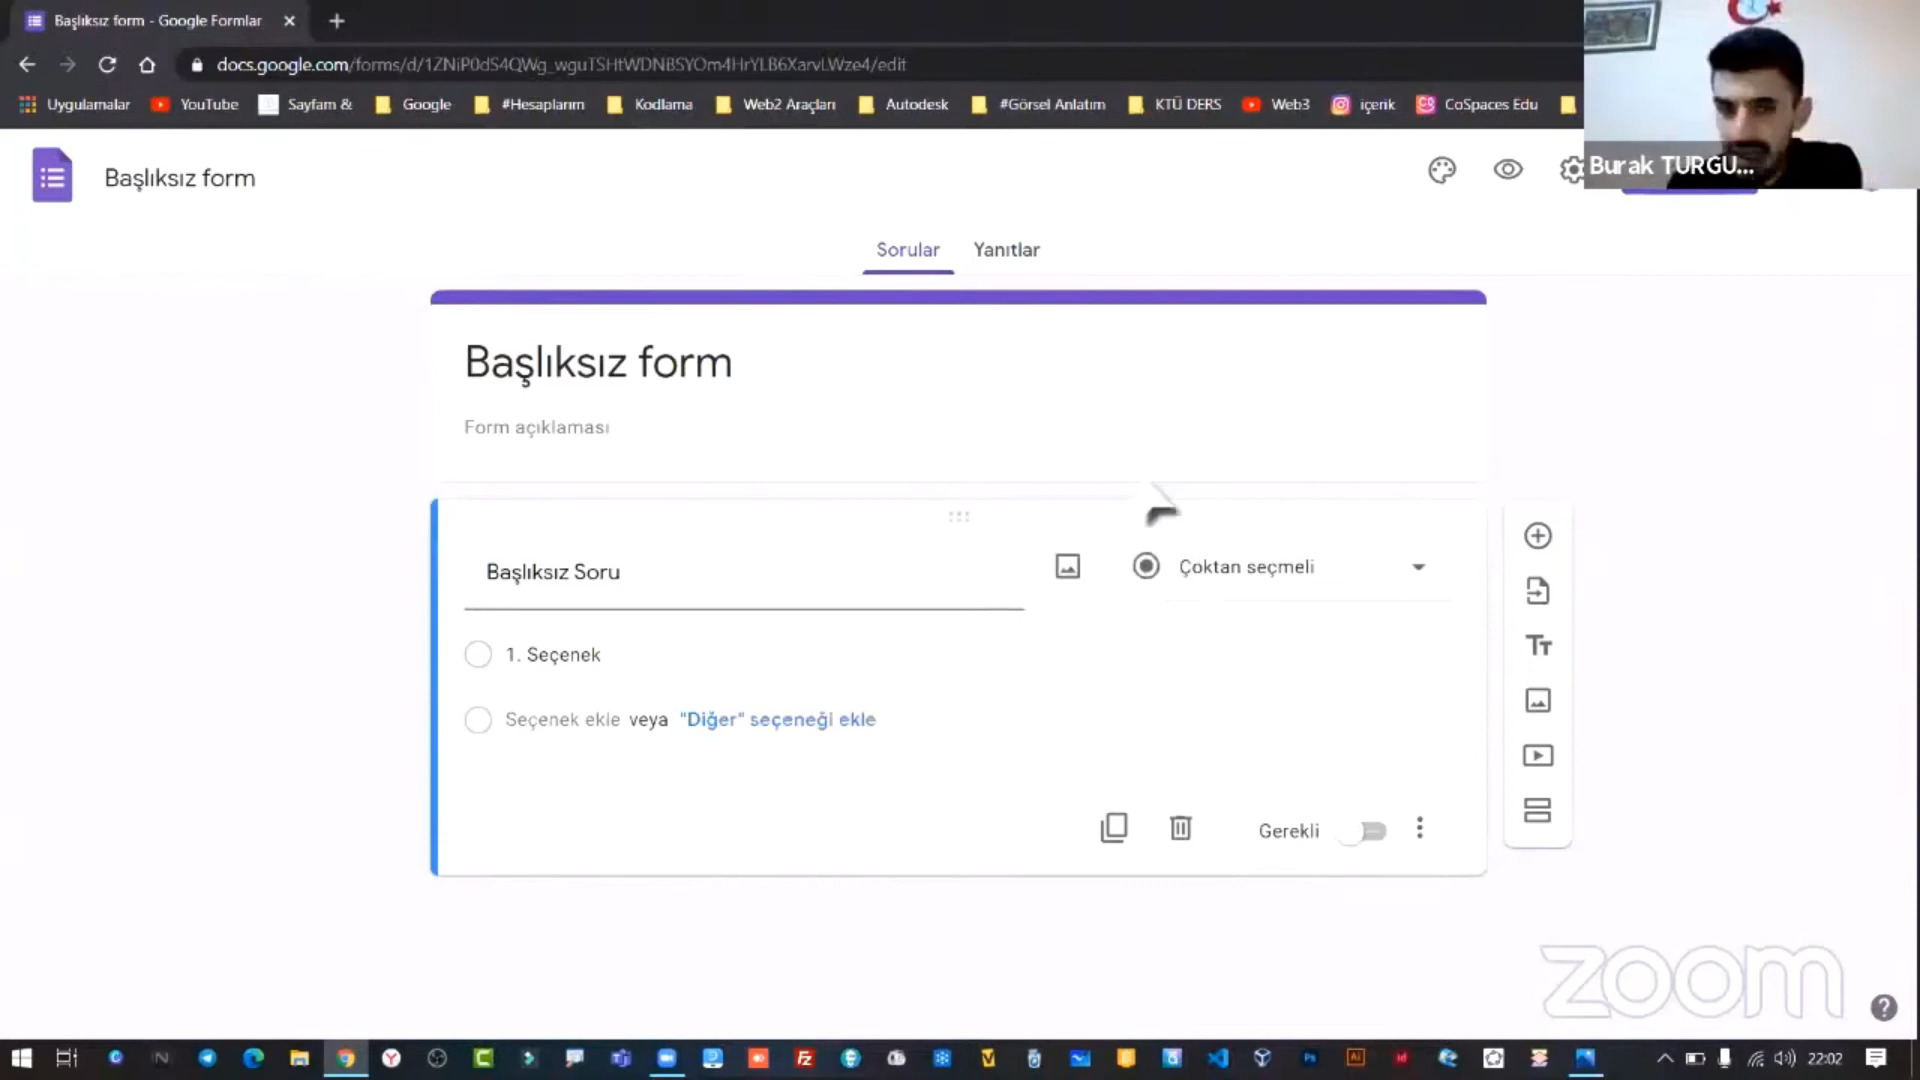 Başlıksız form - Google Formlar
docs.google.com/forms/d/1ZNiP0dS4QWg_wguTSHtWDNBSYOm4HrYLB6XarvLWze4/edit
Uygulamalar YouTube Sayfam & Google #Hesaplarım Kodlama Web2 Araçları Autodesk #Görsel Anlatım KTÜ DERS Web3 içerik CoSpaces Edu
Burak TURGU...
Başlıksız form
Sorular Yanıtlar
Başlıksız form
Form açıklaması
Başlıksız Soru
Çoktan seçmeli
1. Seçenek
Seçenek ekle veya "Diğer" seçeneği ekle
Gerekli
zoom
22:02